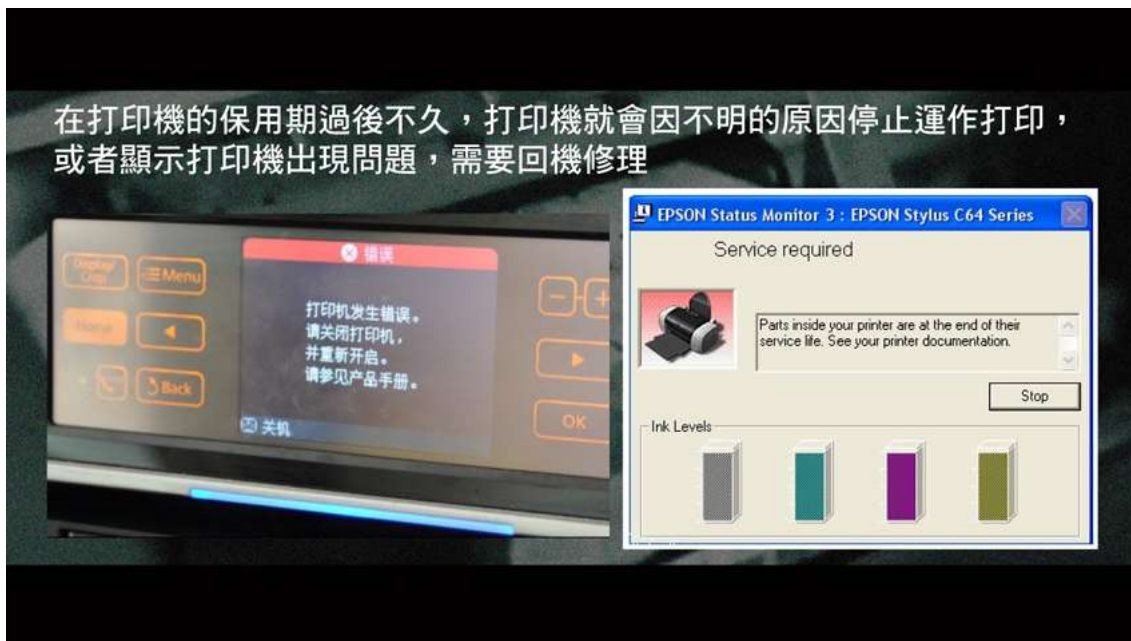 在打印機的保用期過後不久，打印機就會因不明的原因停止運作打印，
或者顯示打印機出現問題，需要回機修理
Display/
Crop
Menu
Home
Back
OK
错误
打印机发生错误。
请关闭打印机，
并重新开启。
请参见产品手册。
关机
EPSON Status Monitor 3 : EPSON Stylus C64 Series
Service required
Parts inside your printer are at the end of their
service life. See your printer documentation.
Stop
Ink Levels